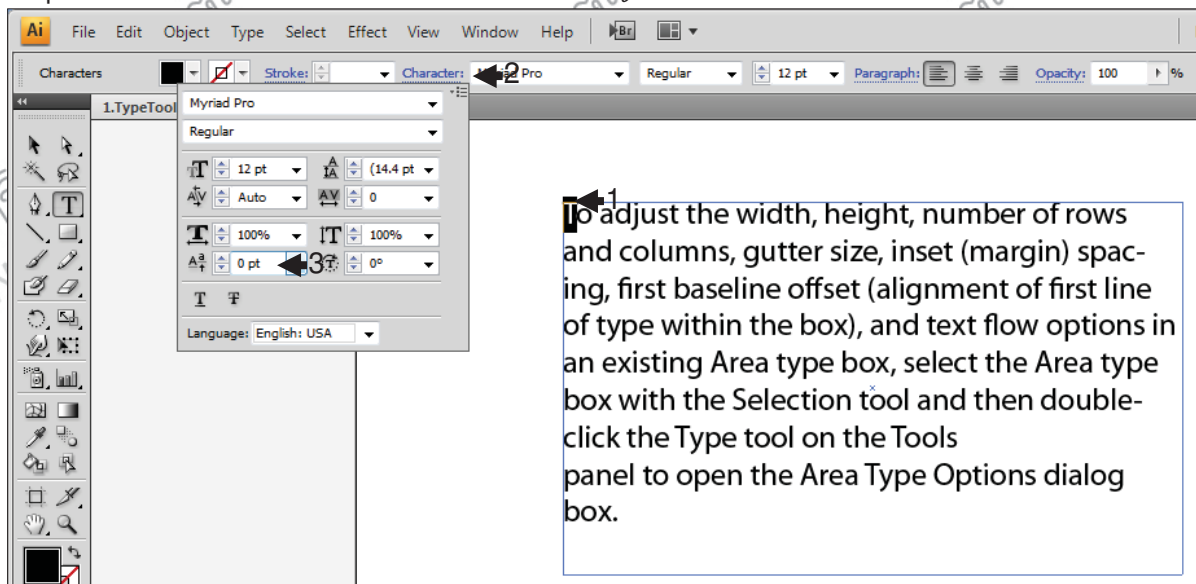 Ai File Edit Object Type Select Effect View Window Help Br
Characters Stroke: Character: 2 Pro Regular 12 pt Paragraph: Opacity: 100 %
Myriad Pro
1.TypeTool
Regular
12 pt (14.4 pt
Auto 0
100% 100%
0 pt 3 0°
T T
Language: English: USA
1
To adjust the width, height, number of rows
and columns, gutter size, inset (margin) spac-
ing, first baseline offset (alignment of first line
of type within the box), and text flow options in
an existing Area type box, select the Area type
box with the Selection tool and then double-
click the Type tool on the Tools
panel to open the Area Type Options dialog
box.